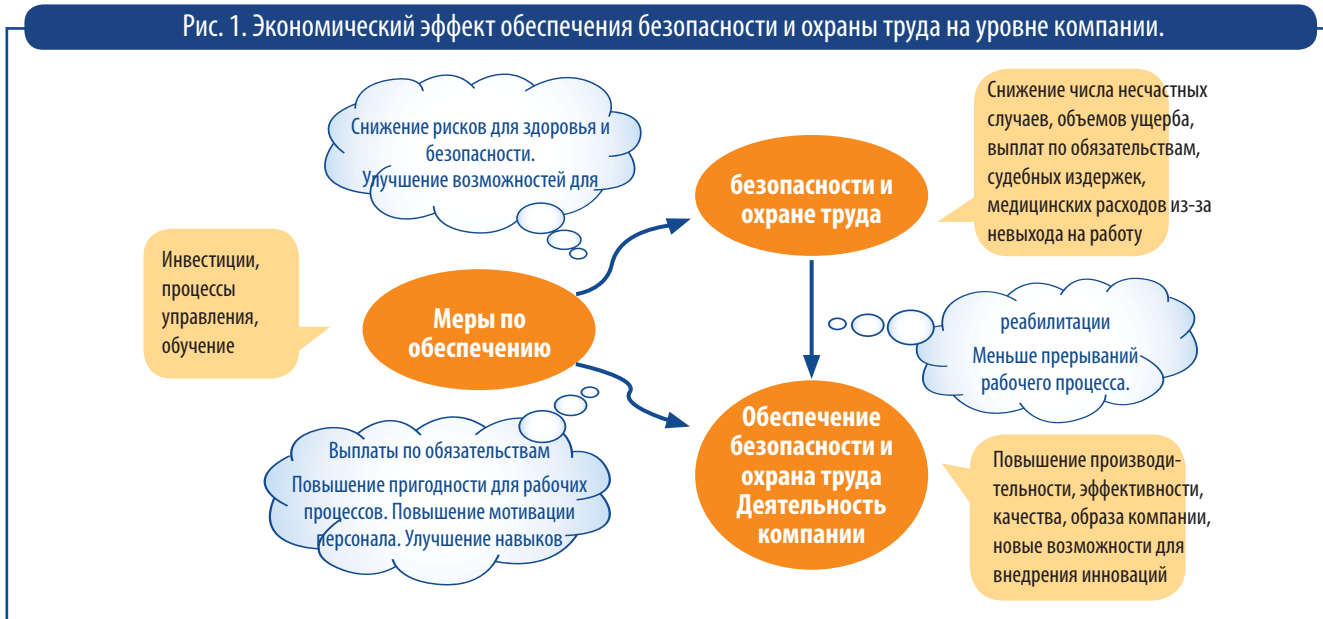 Рис. 1. Экономический эффект обеспечения безопасности и охраны труда на уровне компании.
Снижение рисков для здоровья и
безопасности.
Улучшение возможностей для
безопасности и
охране труда
Снижение числа несчастных
случаев, объемов ущерба,
выплат по обязательствам,
судебных издержек,
медицинских расходов из-за
невыхода на работу
Инвестиции,
процессы
управления,
обучение
Меры по
обеспечению
реабилитации
Меньше прерываний
рабочего процесса.
Выплаты по обязательствам
Повышение пригодности для рабочих
процессов. Повышение мотивации
персонала. Улучшение навыков
Обеспечение
безопасности и
охрана труда
Деятельность
компании
Повышение производи-
тельности, эффективности,
качества, образа компании,
новые возможности для
внедрения инноваций